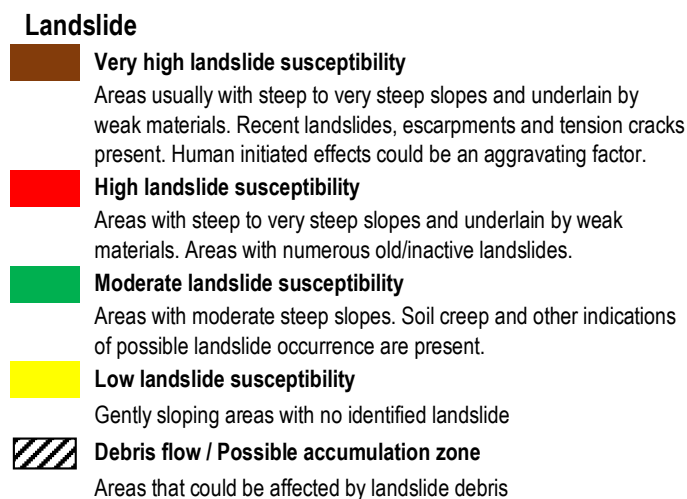 Landslide
Very high landslide susceptibility
Areas usually with steep to very steep slopes and underlain by
weak materials. Recent landslides, escarpments and tension cracks
present. Human initiated effects could be an aggravating factor.
High landslide susceptibility
Areas with steep to very steep slopes and underlain by weak
materials. Areas with numerous old/inactive landslides.
Moderate landslide susceptibility
Areas with moderate steep slopes. Soil creep and other indications
of possible landslide occurrence are present.
Low landslide susceptibility
Gently sloping areas with no identified landslide
Debris flow / Possible accumulation zone
Areas that could be affected by landslide debris